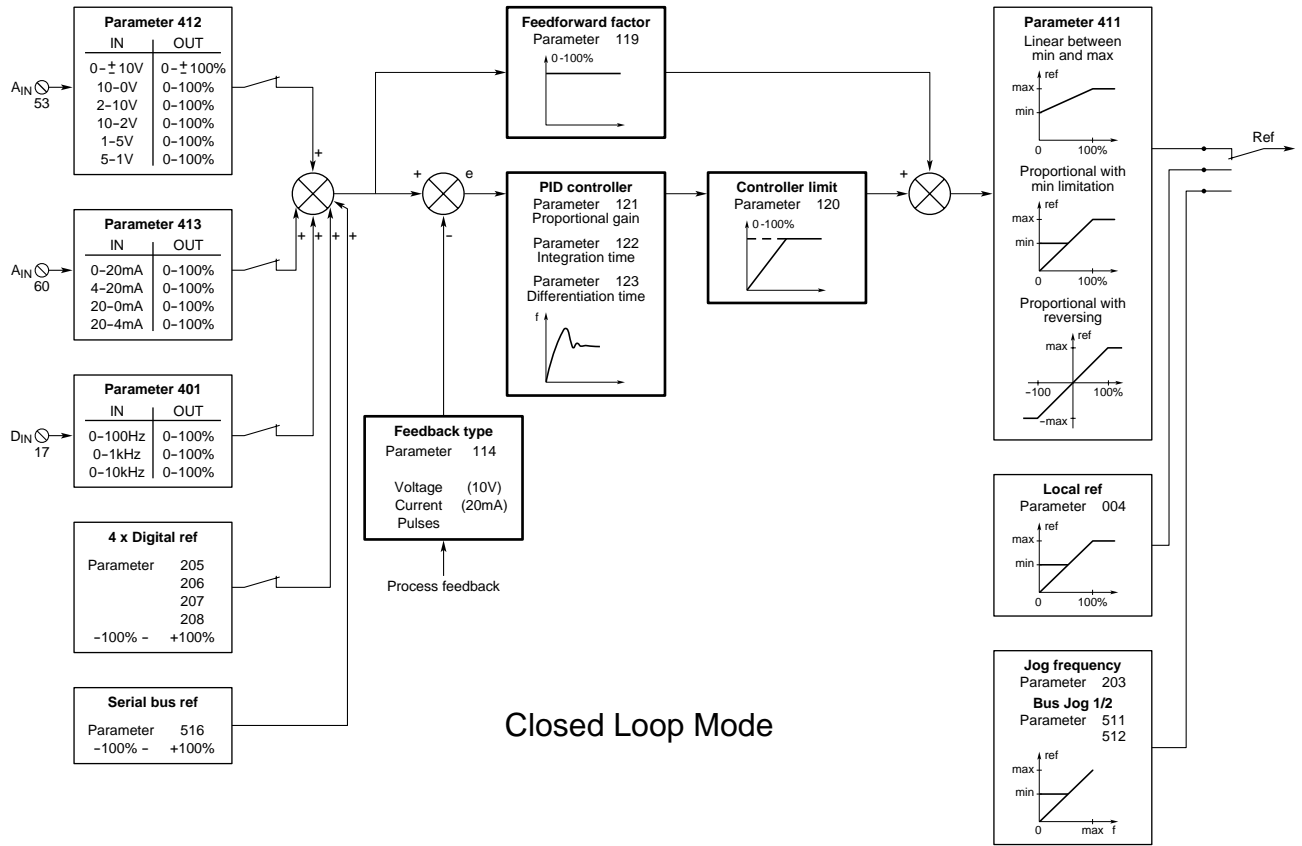 Parameter 412
IN OUT
0-±10V 0-±100%
10-0V 0-100%
2-10V 0-100%
10-2V 0-100%
1-5V 0-100%
5-1V 0-100%
AIN
53
+
Parameter 413
IN OUT
0-20mA 0-100%
4-20mA 0-100%
20-0mA 0-100%
20-4mA 0-100%
AIN
60
+ + + +
Parameter 401
IN OUT
0-100Hz 0-100%
0-1kHz 0-100%
0-10kHz 0-100%
DIN
17
4 x Digital ref
Parameter 205
206
207
208
-100% - +100%
Serial bus ref
Parameter 516
-100% - +100%
Feedforward factor
Parameter 119
0-100%
+ e
-
PID controller
Parameter 121
Proportional gain
Parameter 122
Integration time
Parameter 123
Differentiation time
f
Controller limit
Parameter 120
0-100%
+
+
Feedback type
Parameter 114
Voltage (10V)
Current (20mA)
Pulses
Process feedback
Parameter 411
Linear between
min and max
ref
max
min
0 100%
Proportional with
min limitation
ref
max
min
0 100%
Proportional with
reversing
ref
max
-100 100%
-max
Ref
Local ref
Parameter 004
ref
max
min
0 100%
Jog frequency
Parameter 203
Bus Jog 1/2
Parameter 511
512
ref
max
min
0 max f
Closed Loop Mode